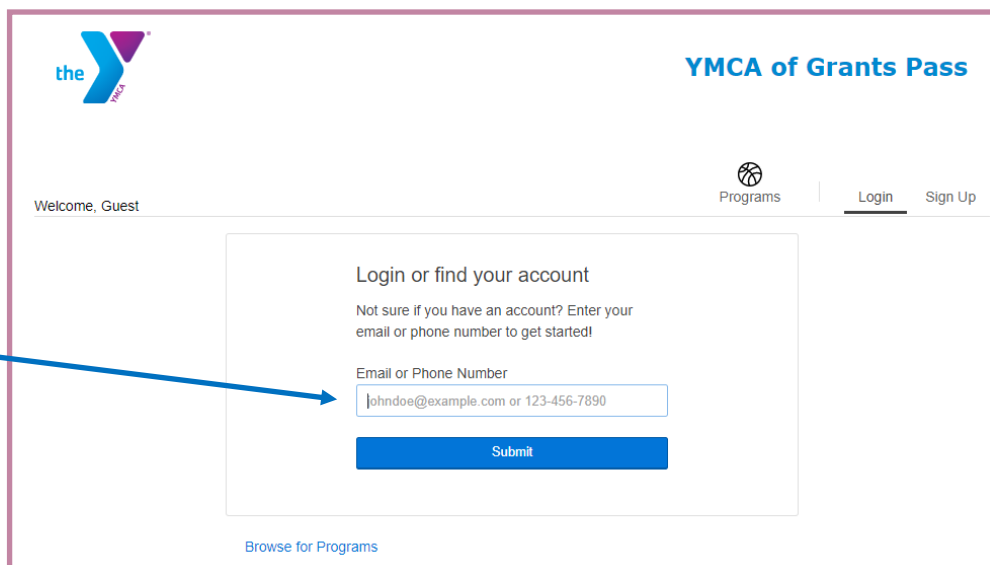 the
YMCA
YMCA of Grants Pass
Welcome, Guest
Programs
Login
Sign Up
Login or find your account
Not sure if you have an account? Enter your
email or phone number to get started!
Email or Phone Number
johndoe@example.com or 123-456-7890
Submit
Browse for Programs